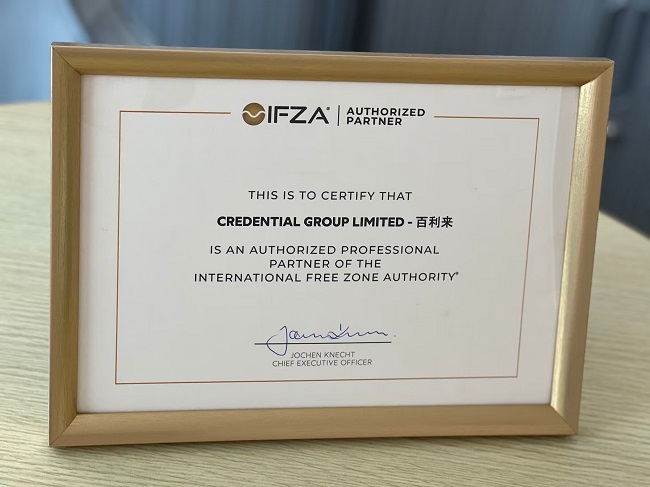 IFZA® | AUTHORIZED PARTNER
THIS IS TO CERTIFY THAT
CREDENTIAL GROUP LIMITED - 百利来
IS AN AUTHORIZED PROFESSIONAL
PARTNER OF THE
INTERNATIONAL FREE ZONE AUTHORITY®
JOCHEN KNECHT
CHIEF EXECUTIVE OFFICER